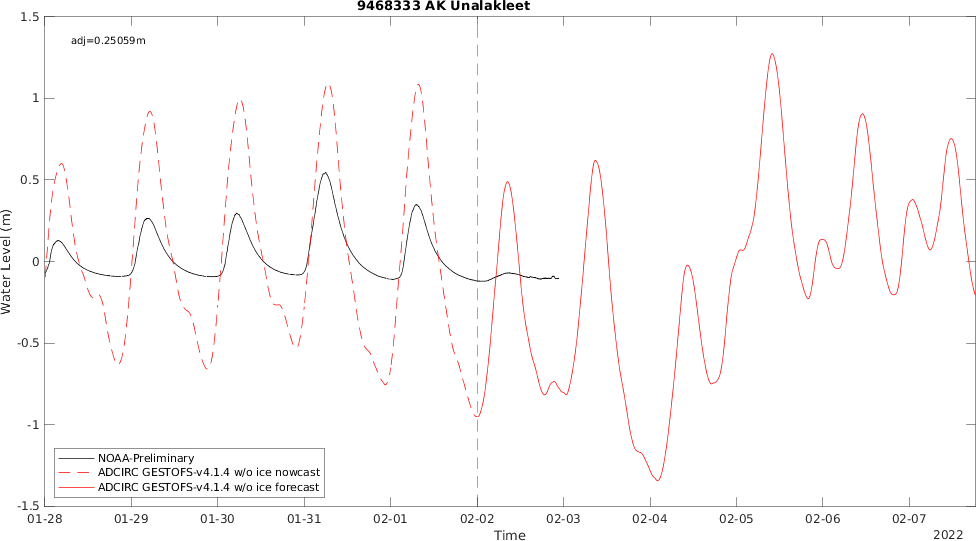 9468333 AK Unalakleet
adj=0.25059m
1.5
1
0.5
0
-0.5
-1
-1.5
Water Level (m)
NOAA-Preliminary
ADCIRC GESTOFS-v4.1.4 w/o ice nowcast
ADCIRC GESTOFS-v4.1.4 w/o ice forecast
01-28 01-29 01-30 01-31 02-01 02-02 02-03 02-04 02-05 02-06 02-07
Time
2022